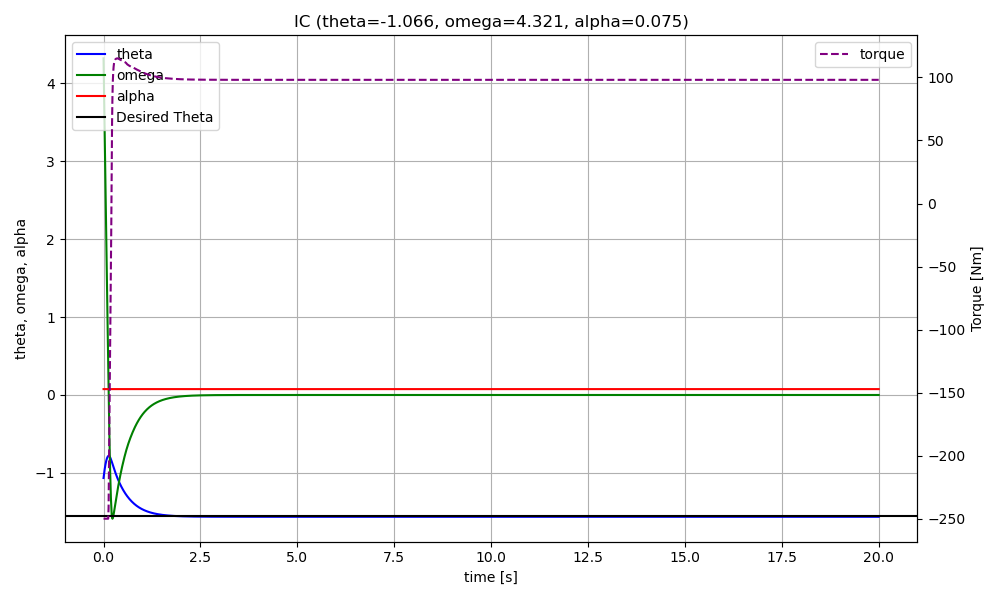 IC (theta=-1.066, omega=4.321, alpha=0.075)
theta
omega
alpha
Desired Theta
torque
4
3
2
1
0
−1
theta, omega, alpha
100
50
0
−50
−100
−150
−200
−250
Torque [Nm]
0.0 2.5 5.0 7.5 10.0 12.5 15.0 17.5 20.0
time [s]